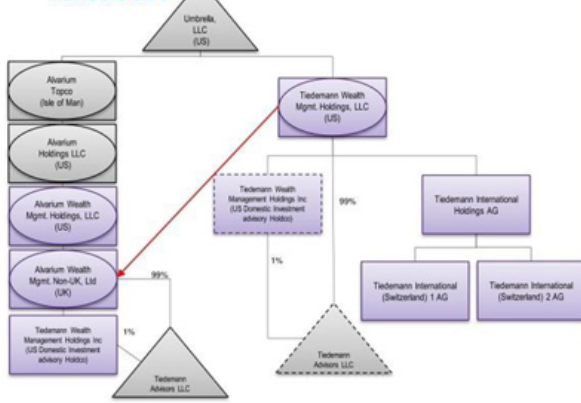 Umbrella,
LLC
(US)
Alvarium
Topco
(Isle of Man)
Alvarium
Holdings LLC
(US)
Alvarium Wealth
Mgmt. Holdings, LLC
(US)
Alvarium Wealth
Mgmt. Non-UK, Ltd
(UK)
99%
Tiedemann Wealth
Management Holdings Inc
(US Domestic Investment
advisory Holdco)
1%
Tiedemann
Advisors LLC
Tiedemann Wealth
Mgmt. Holdings, LLC
(US)
Tiedemann Wealth
Management Holdings Inc
(US Domestic Investment
advisory Holdco)
99%
1%
Tiedemann
Advisors LLC
Tiedemann International
Holdings AG
Tiedemann International
(Switzerland) 1 AG
Tiedemann International
(Switzerland) 2 AG